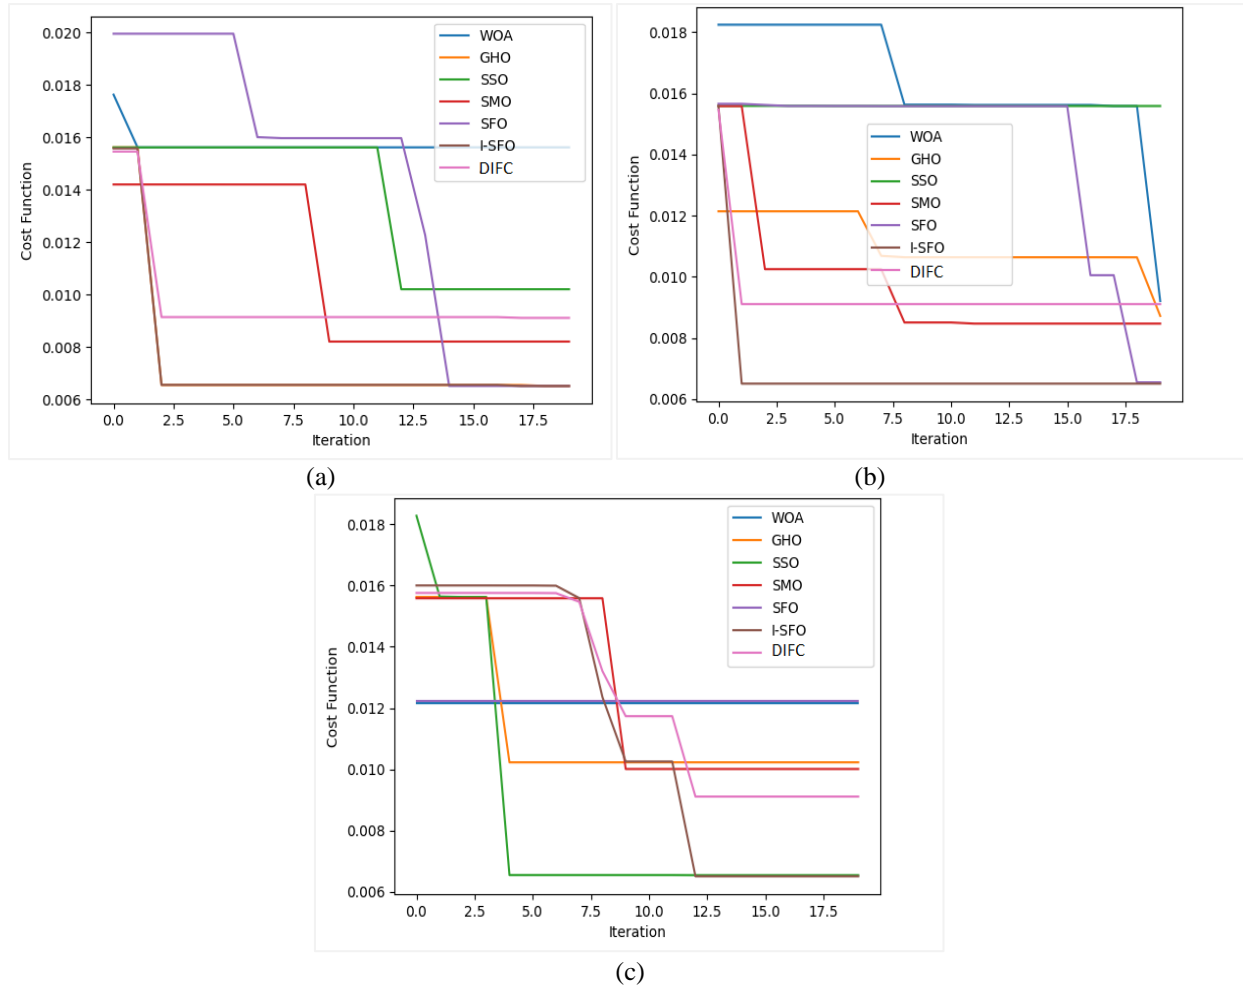 0.020
0.018
0.016
0.014
0.012
0.010
0.008
0.006
Cost Function
0.0 2.5 5.0 7.5 10.0 12.5 15.0 17.5
Iteration
WOA
GHO
SSO
SMO
SFO
I-SFO
DIFC
(a)
0.018
0.016
0.014
0.012
0.010
0.008
0.006
Cost Function
0.0 2.5 5.0 7.5 10.0 12.5 15.0 17.5
Iteration
WOA
GHO
SSO
SMO
SFO
I-SFO
DIFC
(b)
0.018
0.016
0.014
0.012
0.010
0.008
0.006
Cost Function
0.0 2.5 5.0 7.5 10.0 12.5 15.0 17.5
Iteration
WOA
GHO
SSO
SMO
SFO
I-SFO
DIFC
(c)